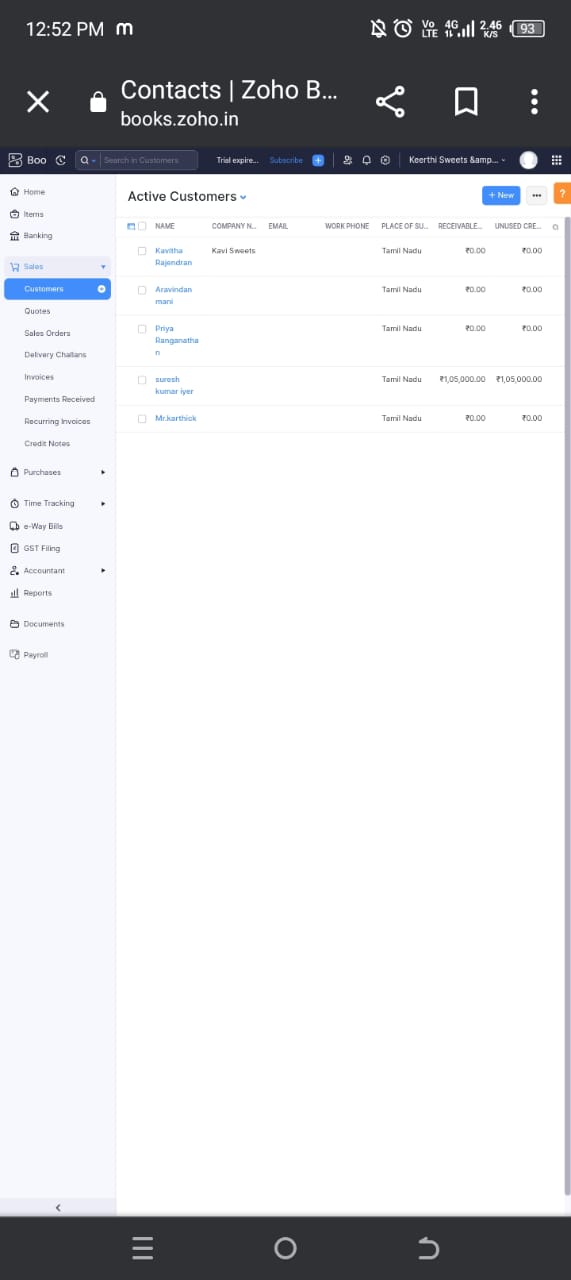 12:52 PM m
Vo LTE 4G 2.46 K/S 93
Contacts | Zoho B...
books.zoho.in
Boo Search in Customers Trial expire... Subscribe Keerthi Sweets &amp... ?
Home
Items
Banking
Sales
Customers
Quotes
Sales Orders
Delivery Challans
Invoices
Payments Received
Recurring Invoices
Credit Notes
Purchases
Time Tracking
e-Way Bills
GST Filing
Accountant
Reports
Documents
Payroll
Active Customers + New
NAME COMPANY N... EMAIL WORK PHONE PLACE OF SU... RECEIVABLE... UNUSED CRE...
Kavitha Kavi Sweets Tamil Nadu ₹0.00 ₹0.00
Rajendran
Aravindan Tamil Nadu ₹0.00 ₹0.00
mani
Priya Tamil Nadu ₹0.00 ₹0.00
Ranganatha
n
suresh Tamil Nadu ₹1,05,000.00 ₹1,05,000.00
kumar iyer
Mr.karthick Tamil Nadu ₹0.00 ₹0.00